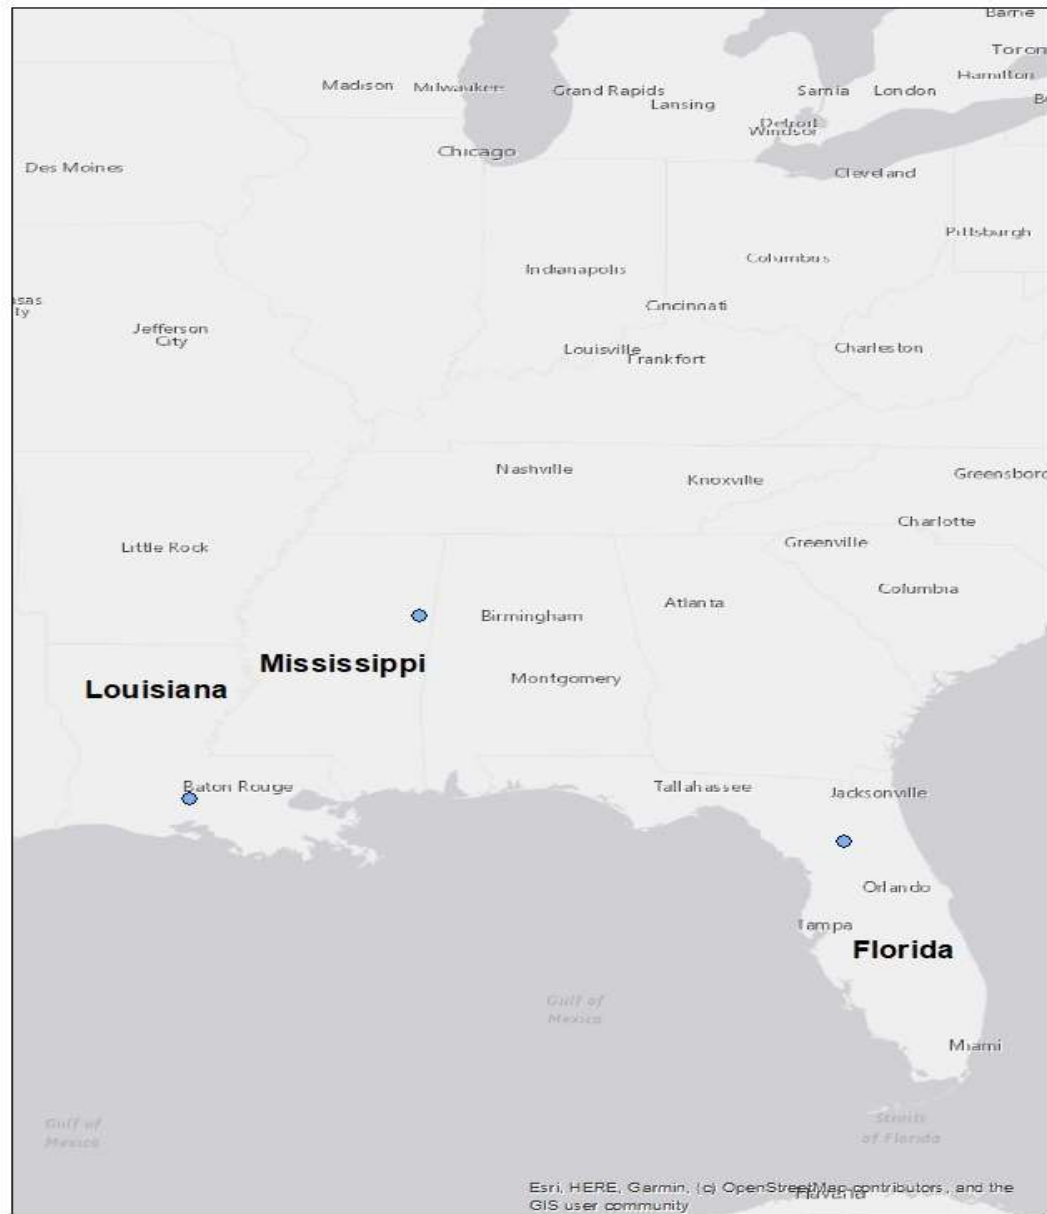 Barrie
Toron
Hamilton
Madison
Milwaukee
Grand Rapids
Lansing
Sarnia
London
Detroit
Windsor
Chicago
Des Moines
Cleveland
Pittsburgh
Columbus
Indianapolis
sas
ty
Cincinnati
Jefferson
City
Louisville
Frankfort
Charleston
Nashville
Knoxville
Greensboro
Charlotte
Greenville
Little Rock
Columbia
Atlanta
Birmingham
Mississippi
Montgomery
Louisiana
Baton Rouge
Tallahassee
Jacksonville
Orlando
Tampa
Florida
Gulf of
Mexico
Miami
Gulf of
Mexico
Straits
of Florida
Havana
Esri, HERE, Garmin, (c) OpenStreetMap contributors, and the
GIS user community